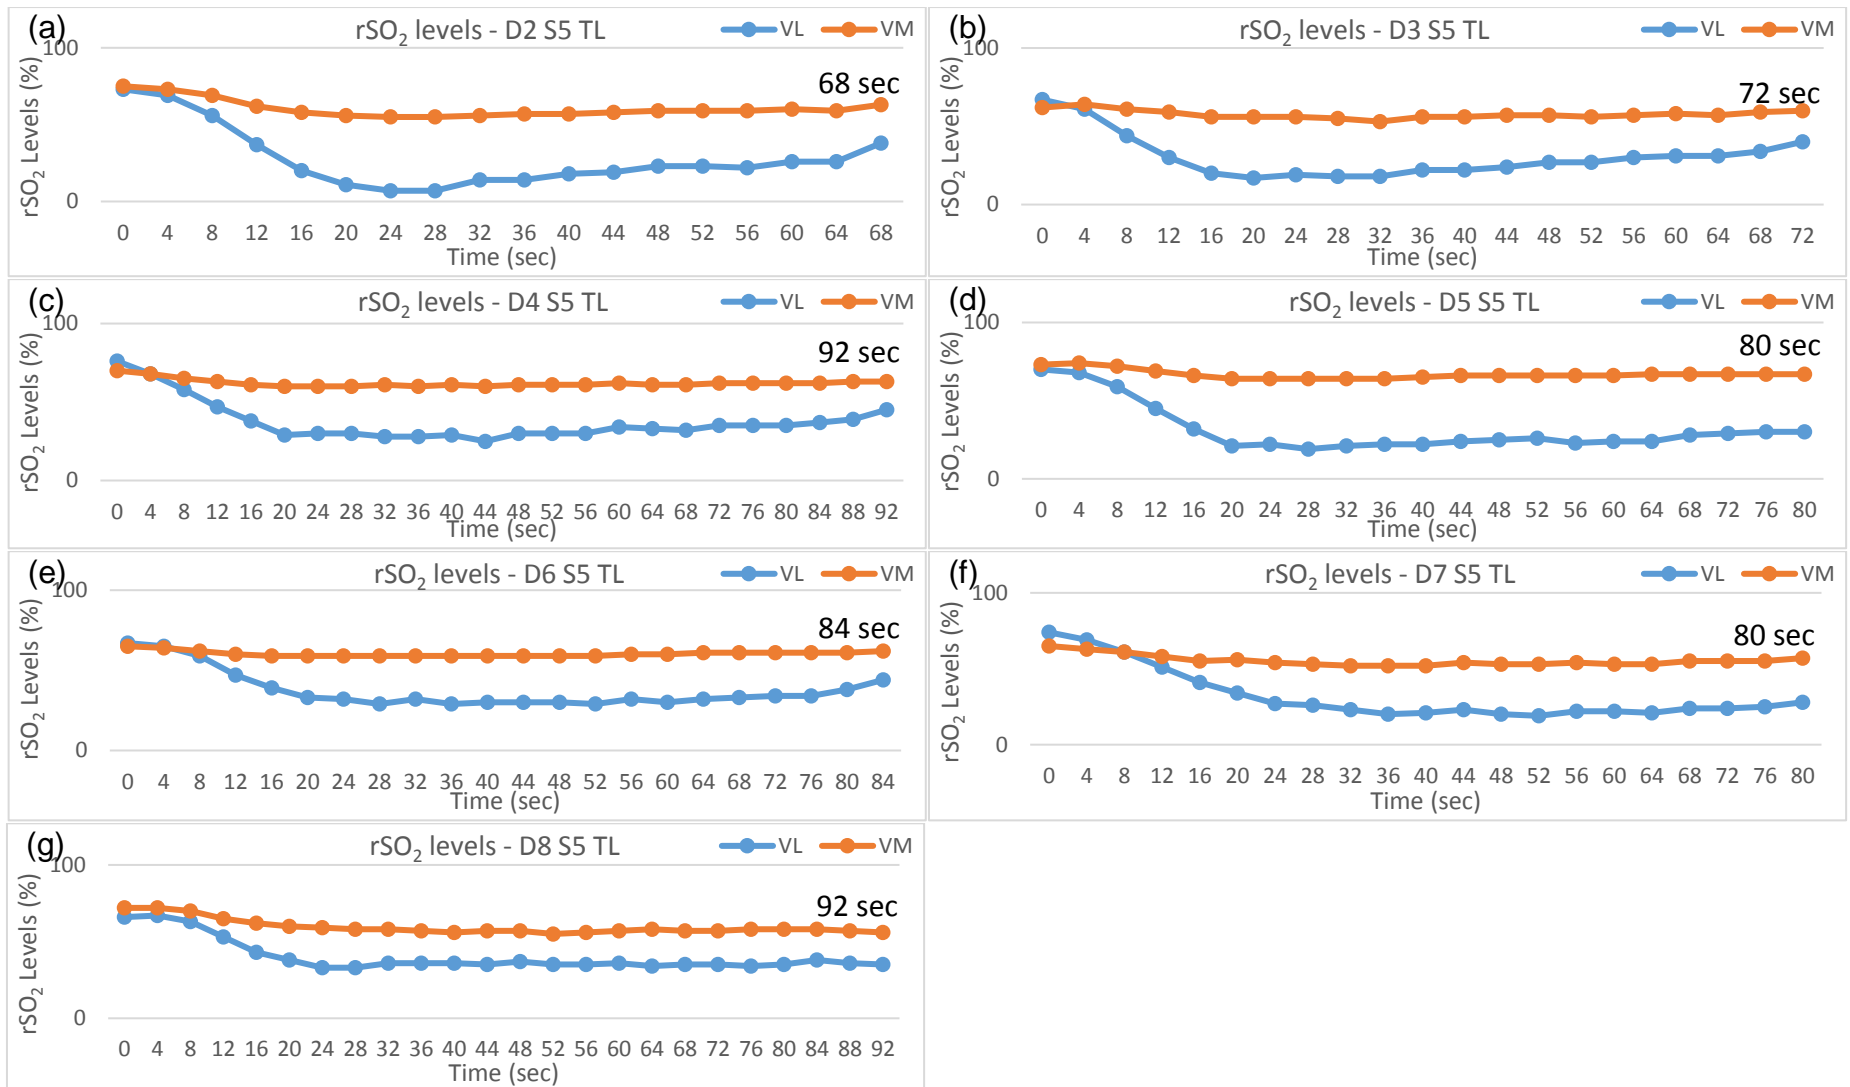 (a)
rSO₂ levels - D2 S5 TL
VL
VM
100
68 sec
rSO₂ Levels (%)
0
0 4 8 12 16 20 24 28 32 36 40 44 48 52 56 60 64 68
Time (sec)
(b)
rSO₂ levels - D3 S5 TL
VL
VM
100
72 sec
rSO₂ Levels (%)
0
0 4 8 12 16 20 24 28 32 36 40 44 48 52 56 60 64 68 72
Time (sec)
(c)
rSO₂ levels - D4 S5 TL
VL
VM
100
92 sec
rSO₂ Levels (%)
0
0 4 8 12 16 20 24 28 32 36 40 44 48 52 56 60 64 68 72 76 80 84 88 92
Time (sec)
(d)
rSO₂ levels - D5 S5 TL
VL
VM
100
80 sec
rSO₂ Levels (%)
0
0 4 8 12 16 20 24 28 32 36 40 44 48 52 56 60 64 68 72 76 80
Time (sec)
(e)
rSO₂ levels - D6 S5 TL
VL
VM
100
84 sec
rSO₂ Levels (%)
0
0 4 8 12 16 20 24 28 32 36 40 44 48 52 56 60 64 68 72 76 80 84
Time (sec)
(f)
rSO₂ levels - D7 S5 TL
VL
VM
100
80 sec
rSO₂ Levels (%)
0
0 4 8 12 16 20 24 28 32 36 40 44 48 52 56 60 64 68 72 76 80
Time (sec)
(g)
rSO₂ levels - D8 S5 TL
VL
VM
100
92 sec
rSO₂ Levels (%)
0
0 4 8 12 16 20 24 28 32 36 40 44 48 52 56 60 64 68 72 76 80 84 88 92
Time (sec)